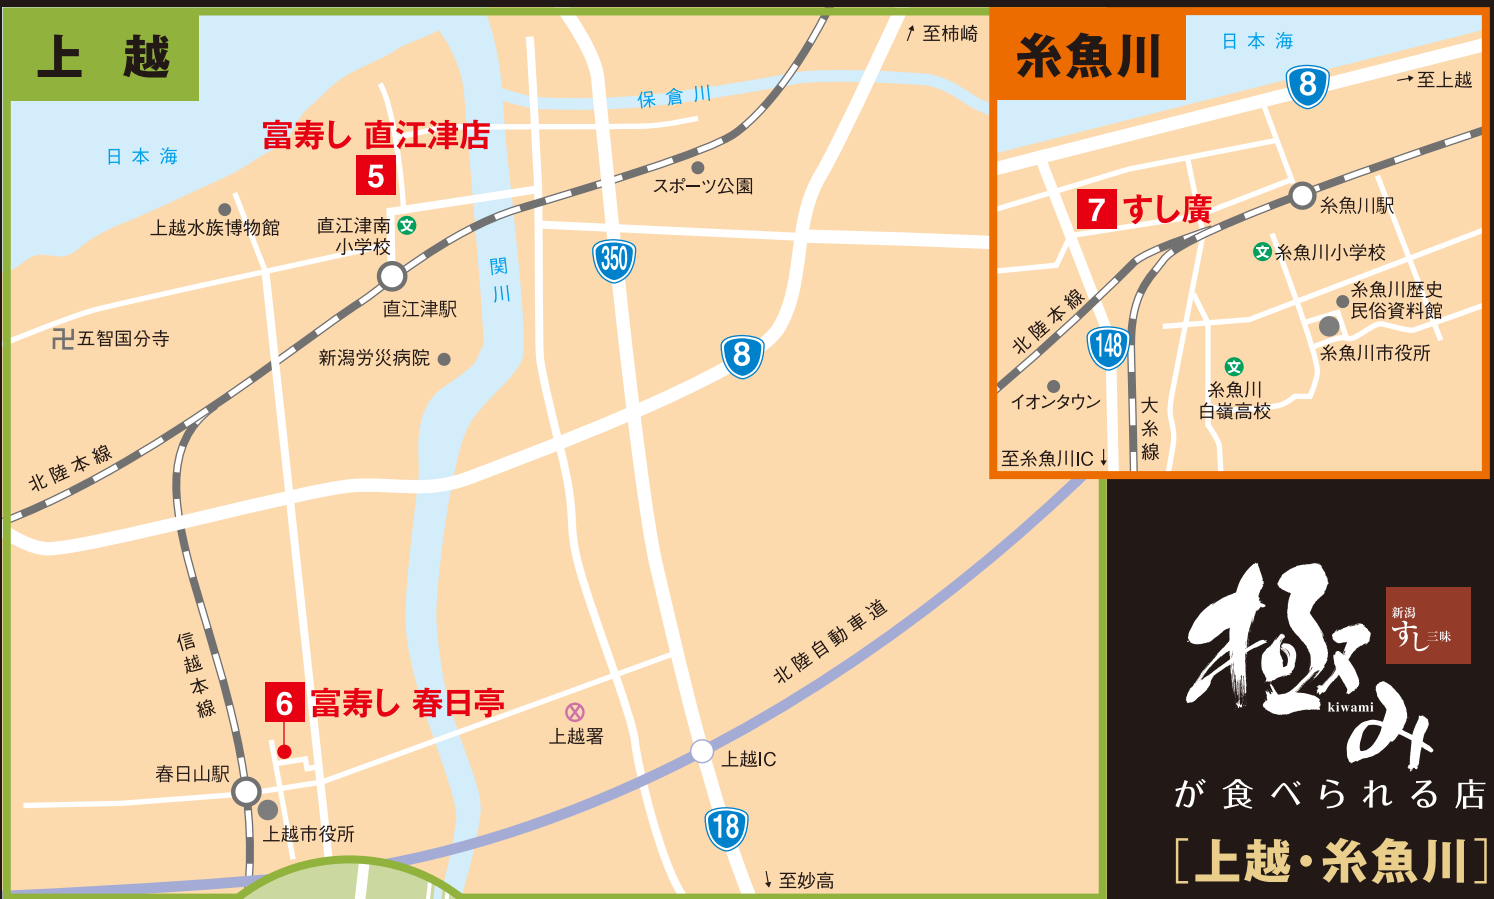 上越
至柿崎
保倉川
日本海
富寿し 直江津店
5
スポーツ公園
上越水族博物館
直江津南
小学校
文
直江津駅
関川
350
五智国分寺
新潟労災病院
8
北陸本線
信越本線
6
富寿し 春日亭
上越署
北陸自動車道
春日山駅
上越IC
上越市役所
18
至妙高
糸魚川
日本海
8
至上越
7
すし廣
糸魚川駅
文
糸魚川小学校
糸魚川歴史
民俗資料館
北陸本線
148
糸魚川市役所
文
糸魚川
白嶺高校
イオンタウン
大糸線
至糸魚川IC
極み
kiwami
新潟
すし三昧
が食べられる店
[上越・糸魚川]